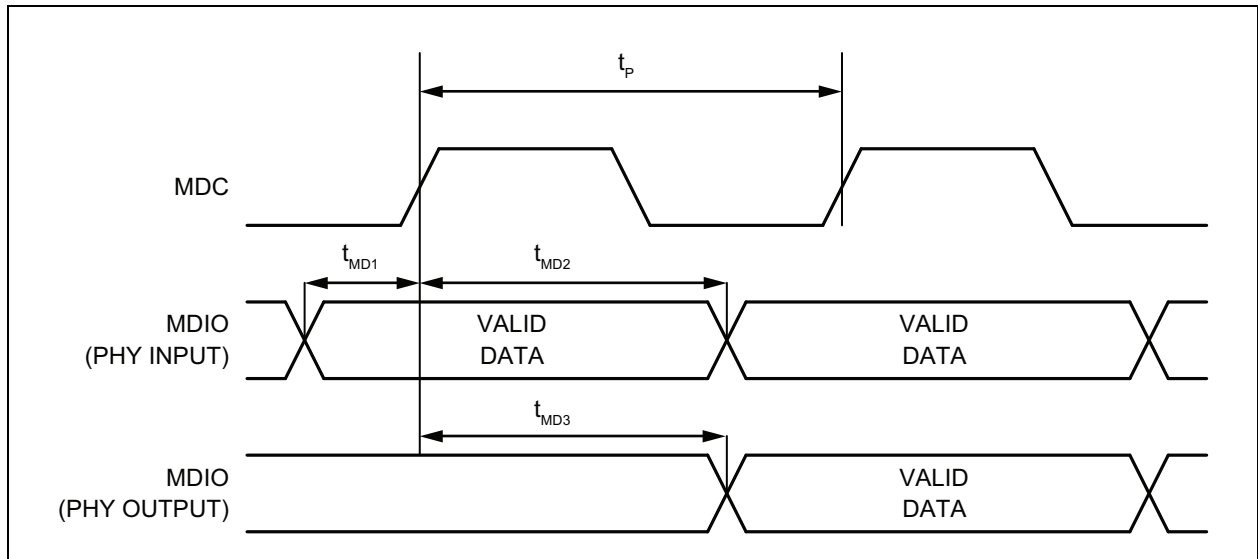 tP
MDC
tMD1
tMD2
MDIO
(PHY INPUT)
VALID
DATA
VALID
DATA
tMD3
MDIO
(PHY OUTPUT)
VALID
DATA